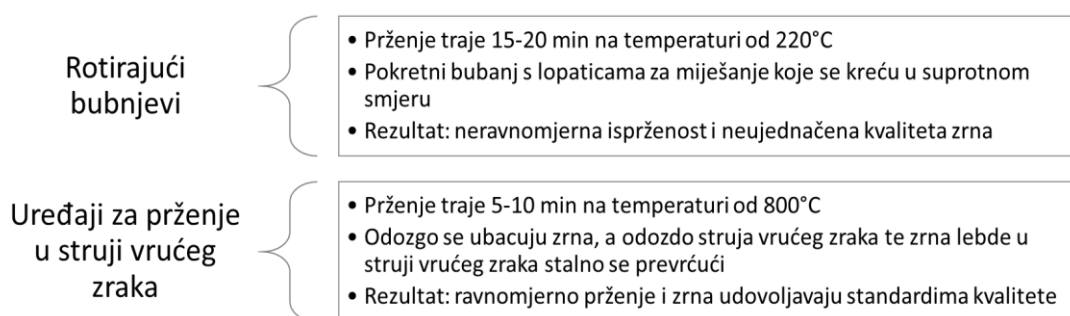 Rotirajući
bubnjevi
• Prženje traje 15-20 min na temperaturi od 220°C
• Pokretni bubanj s lopaticama za miješanje koje se kreću u suprotnom
smjeru
• Rezultat: neravnomjerna isprženost i neujednačena kvaliteta zrna
Uređaji za prženje
u struji vrućeg
zraka
• Prženje traje 5-10 min na temperaturi od 800°C
• Odozgo se ubacuju zrna, a odozdo struja vrućeg zraka te zrna lebde u
struji vrućeg zraka stalno se prevrćući
• Rezultat: ravnomjerno prženje i zrna udovoljavaju standardima kvalitete